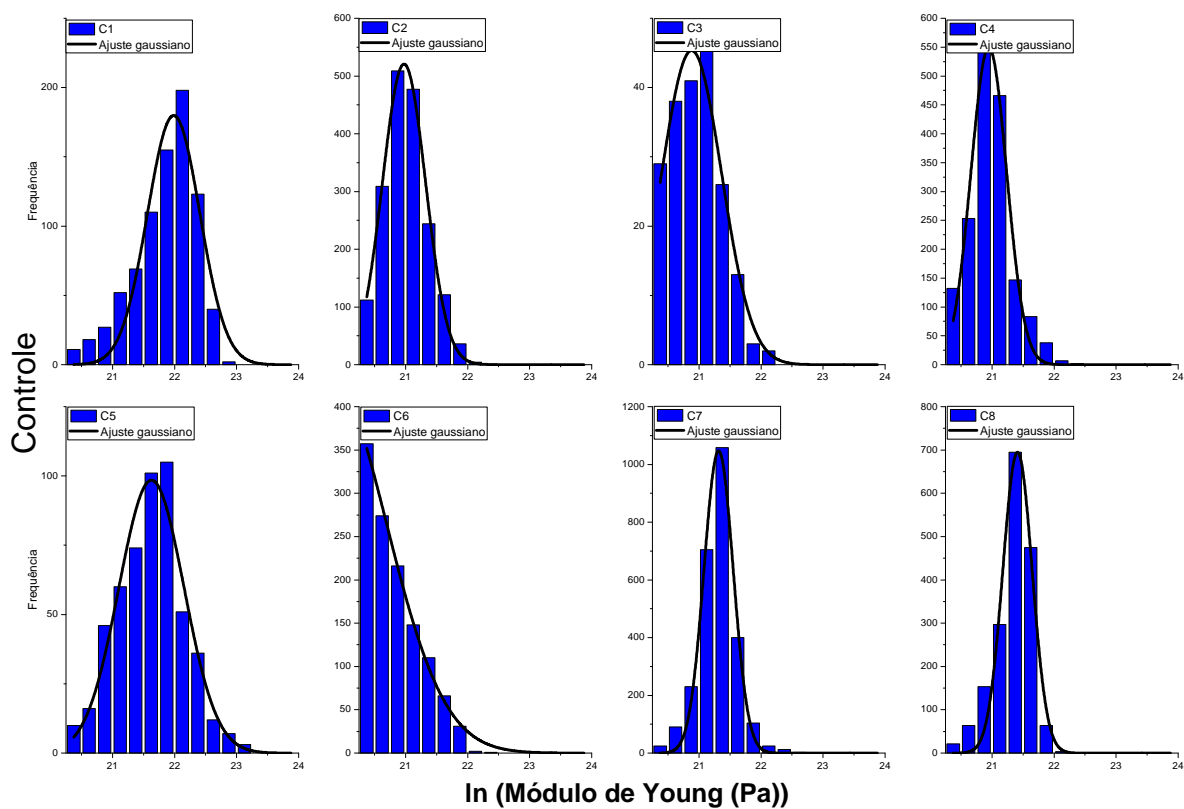 C1
Ajuste gaussiano
200
100
0
Frequência
21 22 23 24
C2
Ajuste gaussiano
600
500
400
300
200
100
0
21 22 23 24
C3
Ajuste gaussiano
40
20
0
21 22 23 24
C4
Ajuste gaussiano
600
550
500
450
400
350
300
250
200
150
100
50
0
21 22 23 24
Controle
C5
Ajuste gaussiano
100
50
0
Frequência
21 22 23 24
C6
Ajuste gaussiano
400
350
300
250
200
150
100
50
0
21 22 23 24
C7
Ajuste gaussiano
1200
1000
800
600
400
200
0
21 22 23 24
C8
Ajuste gaussiano
800
700
600
500
400
300
200
100
0
21 22 23 24
ln (Módulo de Young (Pa))